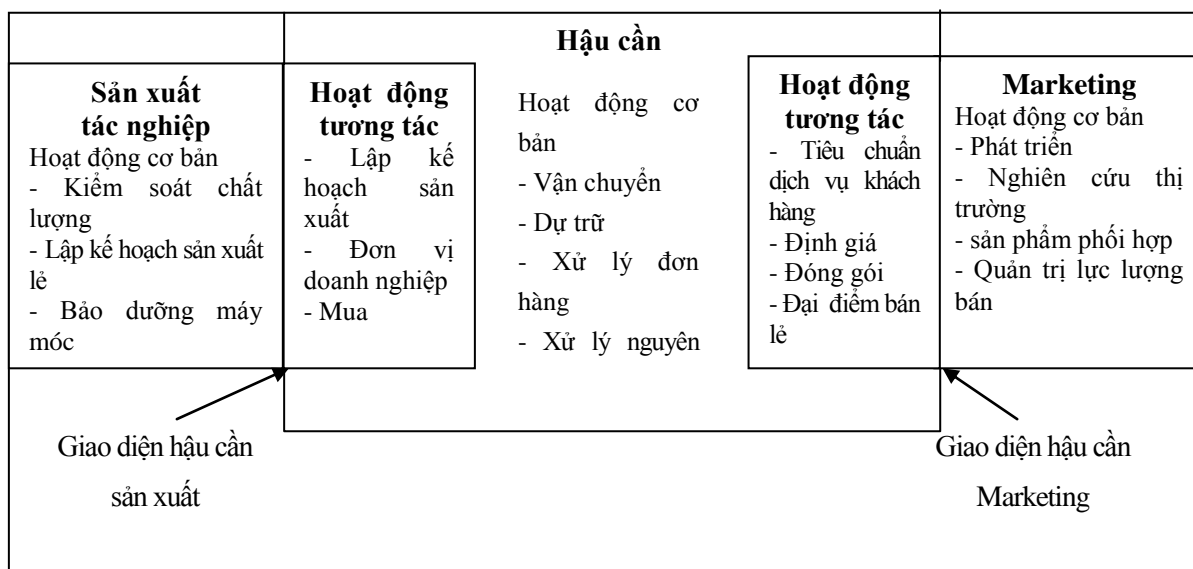 Hậu cần
Sản xuất
tác nghiệp
Hoạt động cơ bản
- Kiểm soát chất
lượng
- Lập kế hoạch sản xuất
lẻ
- Bảo dưỡng máy
móc
Hoạt động
tương tác
- Lập kế
hoạch sản
xuất
- Đơn vị
doanh nghiệp
- Mua
Hoạt động cơ
bản
- Vận chuyển
- Dự trữ
- Xử lý đơn
hàng
- Xử lý nguyên
Hoạt động
tương tác
- Tiêu chuẩn
dịch vụ khách
hàng
- Định giá
- Đóng gói
- Đại điểm bán
lẻ
Marketing
Hoạt động cơ bản
- Phát triển
- Nghiên cứu thị
trường
- sản phẩm phối hợp
- Quản trị lực lượng
bán
Giao diện hậu cần
sản xuất
Giao diện hậu cần
Marketing